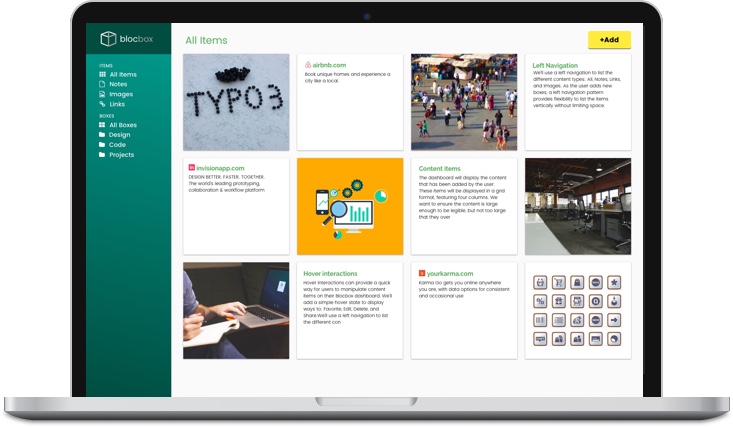 blocbox
All Items
+Add
ITEMS
All Items
Notes
Images
Links
BOXES
All Boxes
Design
Code
Projects
TYPO3
airbnb.com
Book unique homes and experience a
city like a local.
Left Navigation
We'll use a left navigation to list the
different content types: All, Notes, Links,
and Images. As the user adds new
boxes, a left navigation pattern
provides flexibility to list the items
vertically without limiting space.
in invisionapp.com
DESIGN BETTER. FASTER. TOGETHER.
The world's leading prototyping,
collaboration & workflow platform
Content items
The dashboard will display the content
that has been added by the user.
These items will be displayed in a grid
format, featuring four columns. We
want to ensure the content is large
enough to be legible, but not too large
that they over
Hover interactions
Hover interactions can provide a quick
way for users to manipulate content
items on their Blocbox dashboard. We'll
add a simple hover state to display
ways to: Favorite, Edit, Delete, and
Share.We'll use a left navigation to list
the different con
yourkarma.com
Karma Go gets you online anywhere
you are, with data options for consistent
and occasional use